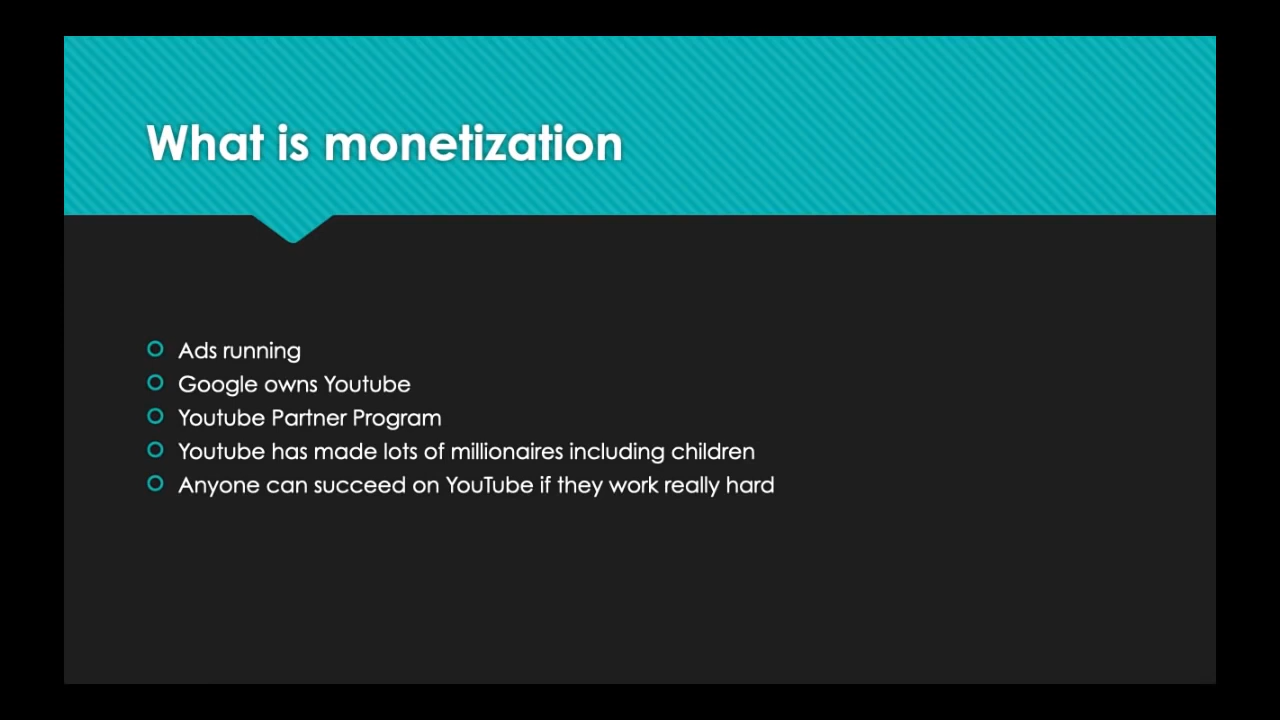 What is monetization
Ads running
Google owns Youtube
Youtube Partner Program
Youtube has made lots of millionaires including children
Anyone can succeed on YouTube if they work really hard